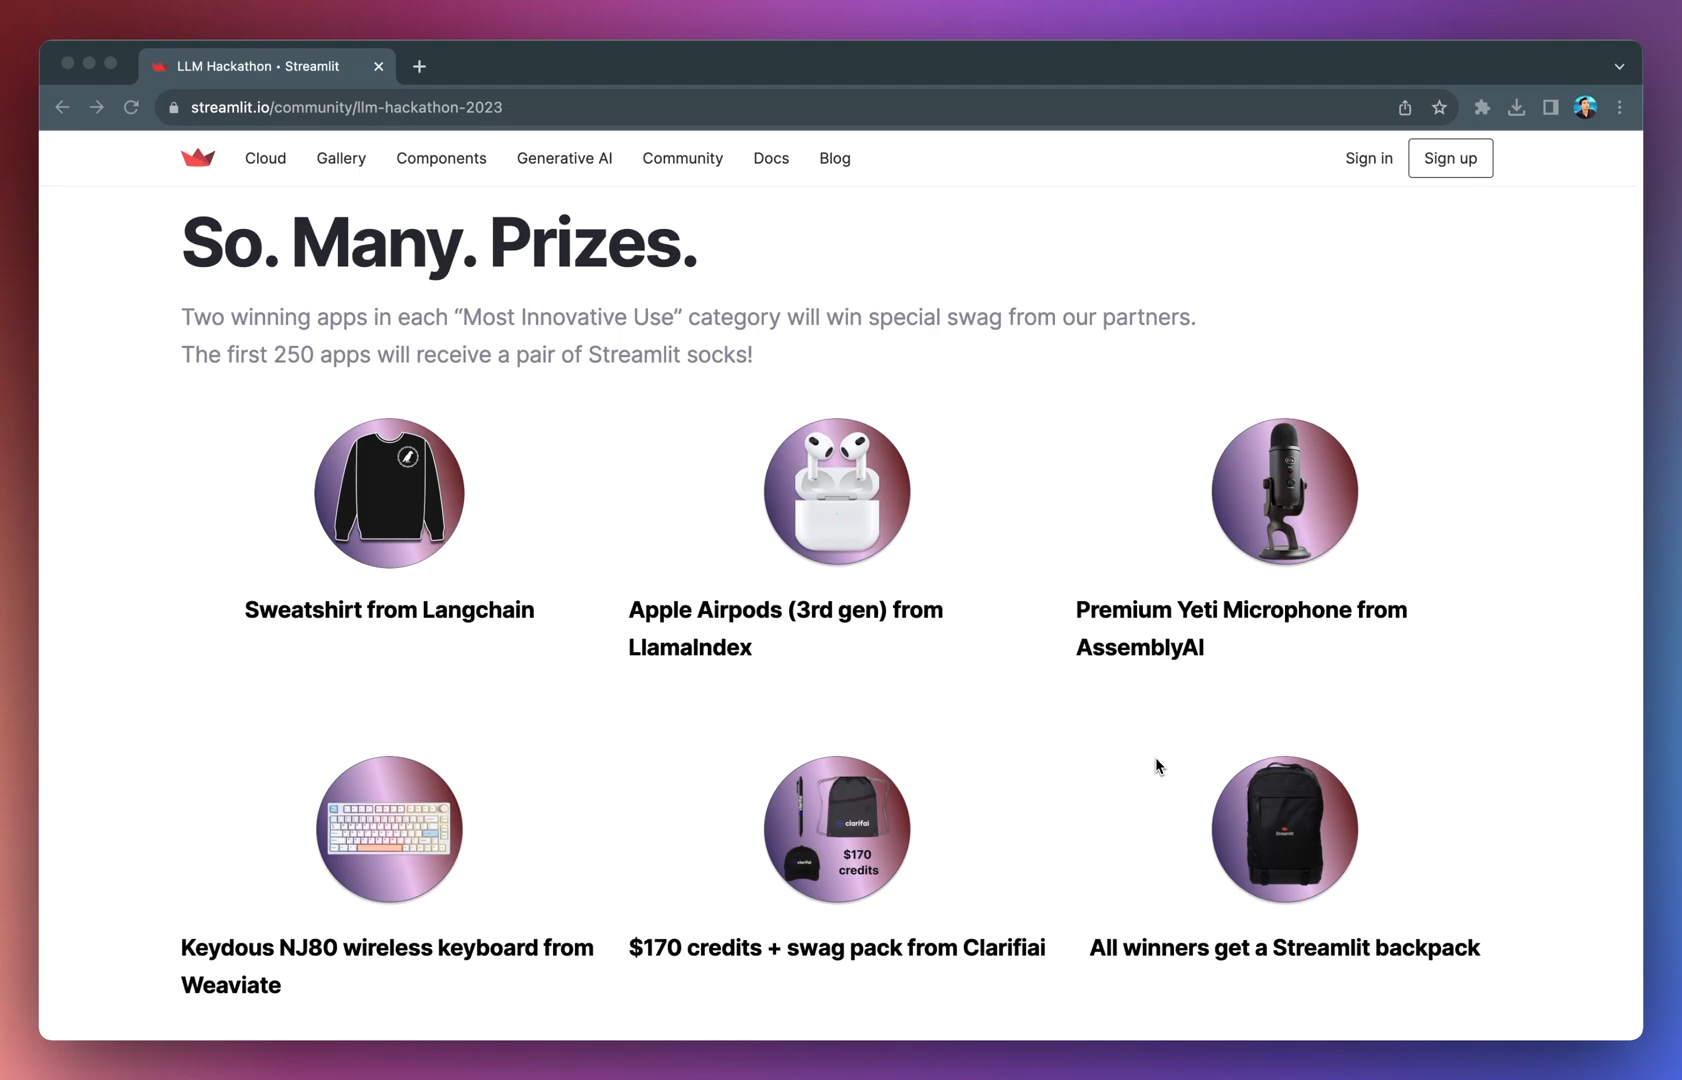 LLM Hackathon • Streamlit
streamlit.io/community/llm-hackathon-2023
Cloud
Gallery
Components
Generative AI
Community
Docs
Blog
Sign in
Sign up
So. Many. Prizes.
Two winning apps in each “Most Innovative Use” category will win special swag from our partners.
The first 250 apps will receive a pair of Streamlit socks!
Sweatshirt from Langchain
Apple Airpods (3rd gen) from
LlamaIndex
Premium Yeti Microphone from
AssemblyAI
clarifai
clarifai
clarifai
$170
credits
Streamlit
Keydous NJ80 wireless keyboard from
Weaviate
$170 credits + swag pack from Clarifiai
All winners get a Streamlit backpack